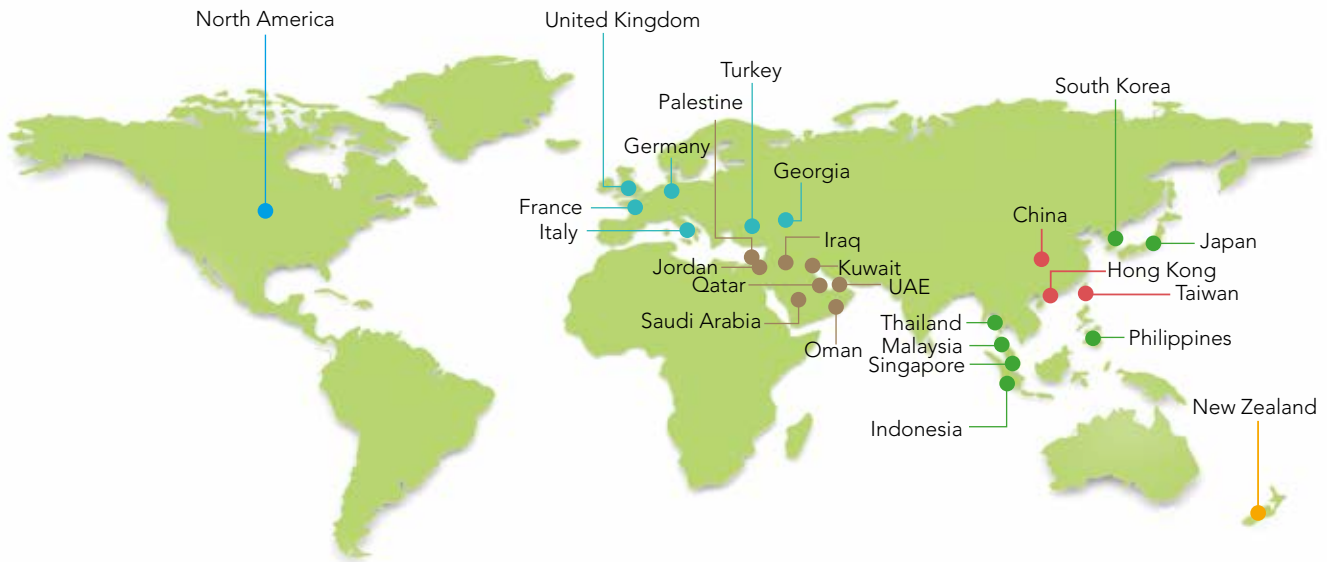 North America
United Kingdom
Turkey
South Korea
Palestine
Germany
Georgia
France
China
Italy
Iraq
Japan
Jordan
Kuwait
Hong Kong
Qatar
UAE
Taiwan
Saudi Arabia
Thailand
Oman
Malaysia
Philippines
Singapore
New Zealand
Indonesia